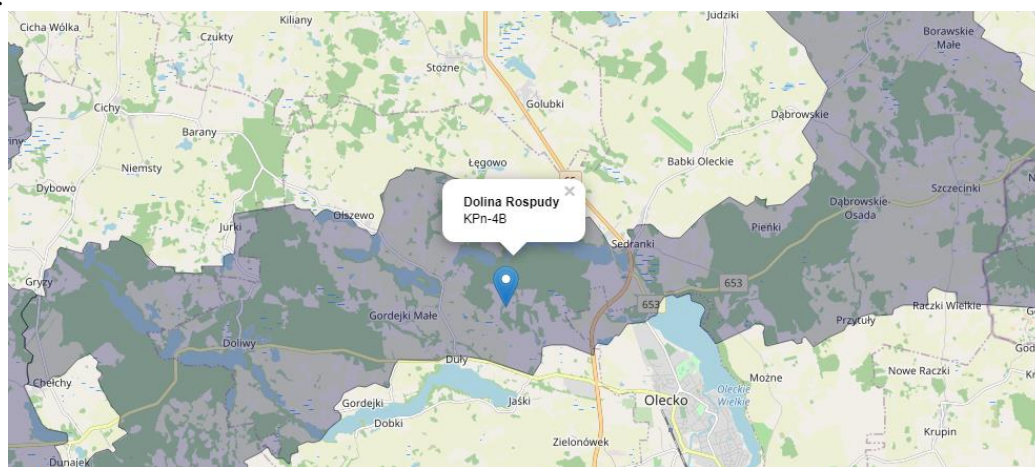 Cicha Wólka
Kiliany
Judziki
Czukty
Borawskie
Małe
Stożne
Cichy
Golubki
Dąbrowskie
Barany
Łęgowo
Babki Oleckie
Niemsty
Dybowo
65
Szczecinki
Dolina Rospudy
KPn-4B
×
Olszewo
Dąbrowskie-
Osada
Jurki
Pieńki
Sedranki
Gryzy
653
653
Raczki Wielkie
Gordejki Małe
Przytuły
Doliwy
Duły
Chełchy
Możne
Nowe Raczki
Gordejki
Jaśki
Olecko
Oleckie
Wielkie
Dobki
Krupin
Zielonówek
Dunajek